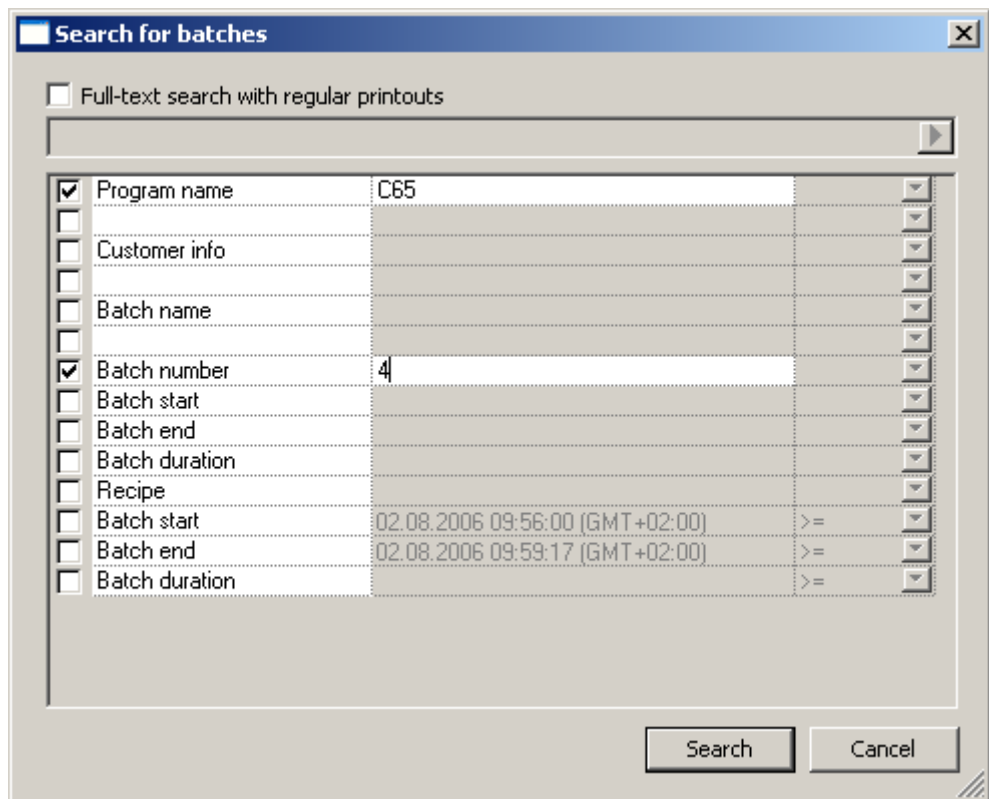 Search for batches
Full-text search with regular printouts
Program name C65
Customer info
Batch name
Batch number 4
Batch start
Batch end
Batch duration
Recipe
Batch start 02.08.2006 09:56:00 (GMT+02:00) >=
Batch end 02.08.2006 09:59:17 (GMT+02:00) >=
Batch duration >=
Search Cancel